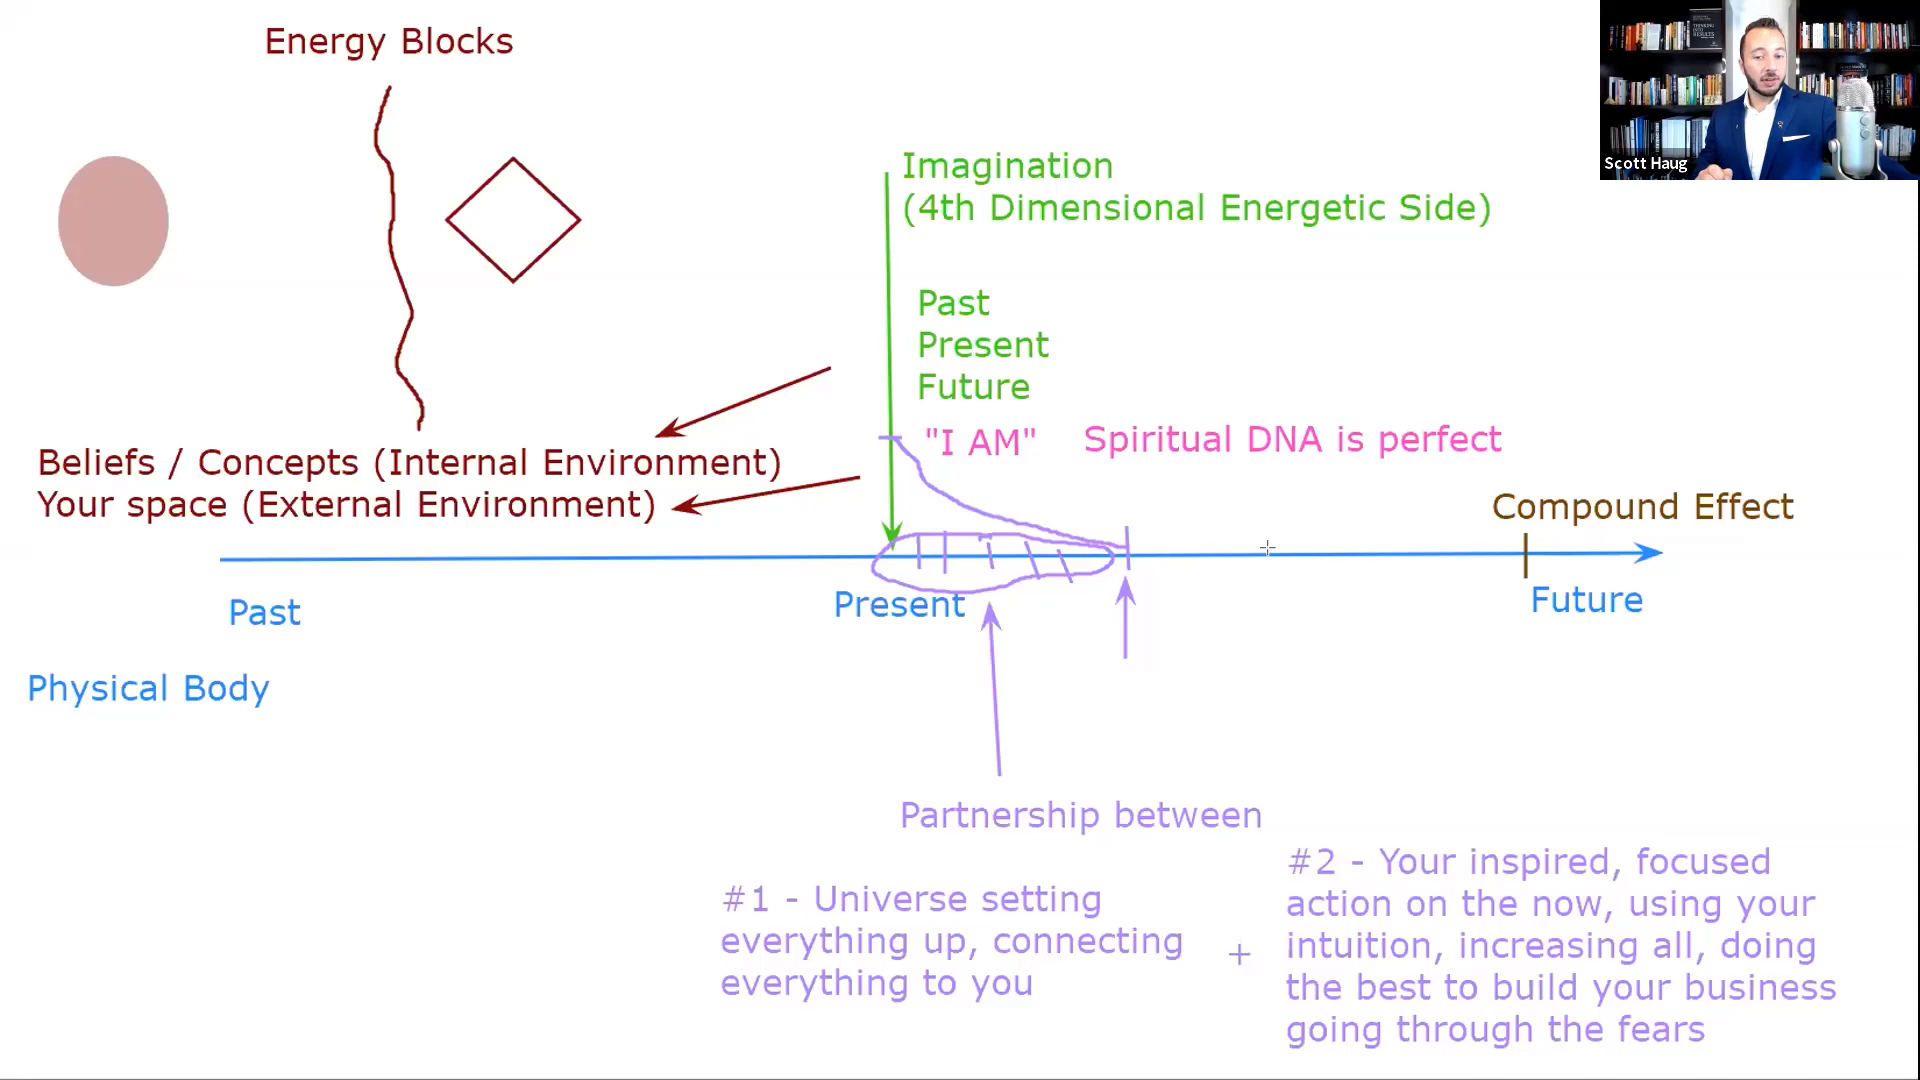 Energy Blocks
Scott Haug
Imagination
(4th Dimensional Energetic Side)
Past
Present
Future
"I AM"
Spiritual DNA is perfect
Beliefs / Concepts (Internal Environment)
Your space (External Environment)
Compound Effect
Past
Present
Future
Physical Body
Partnership between
#1 - Universe setting
everything up, connecting
everything to you
+
#2 - Your inspired, focused
action on the now, using your
intuition, increasing all, doing
the best to build your business
going through the fears
THINKING
INTO
RESULTS